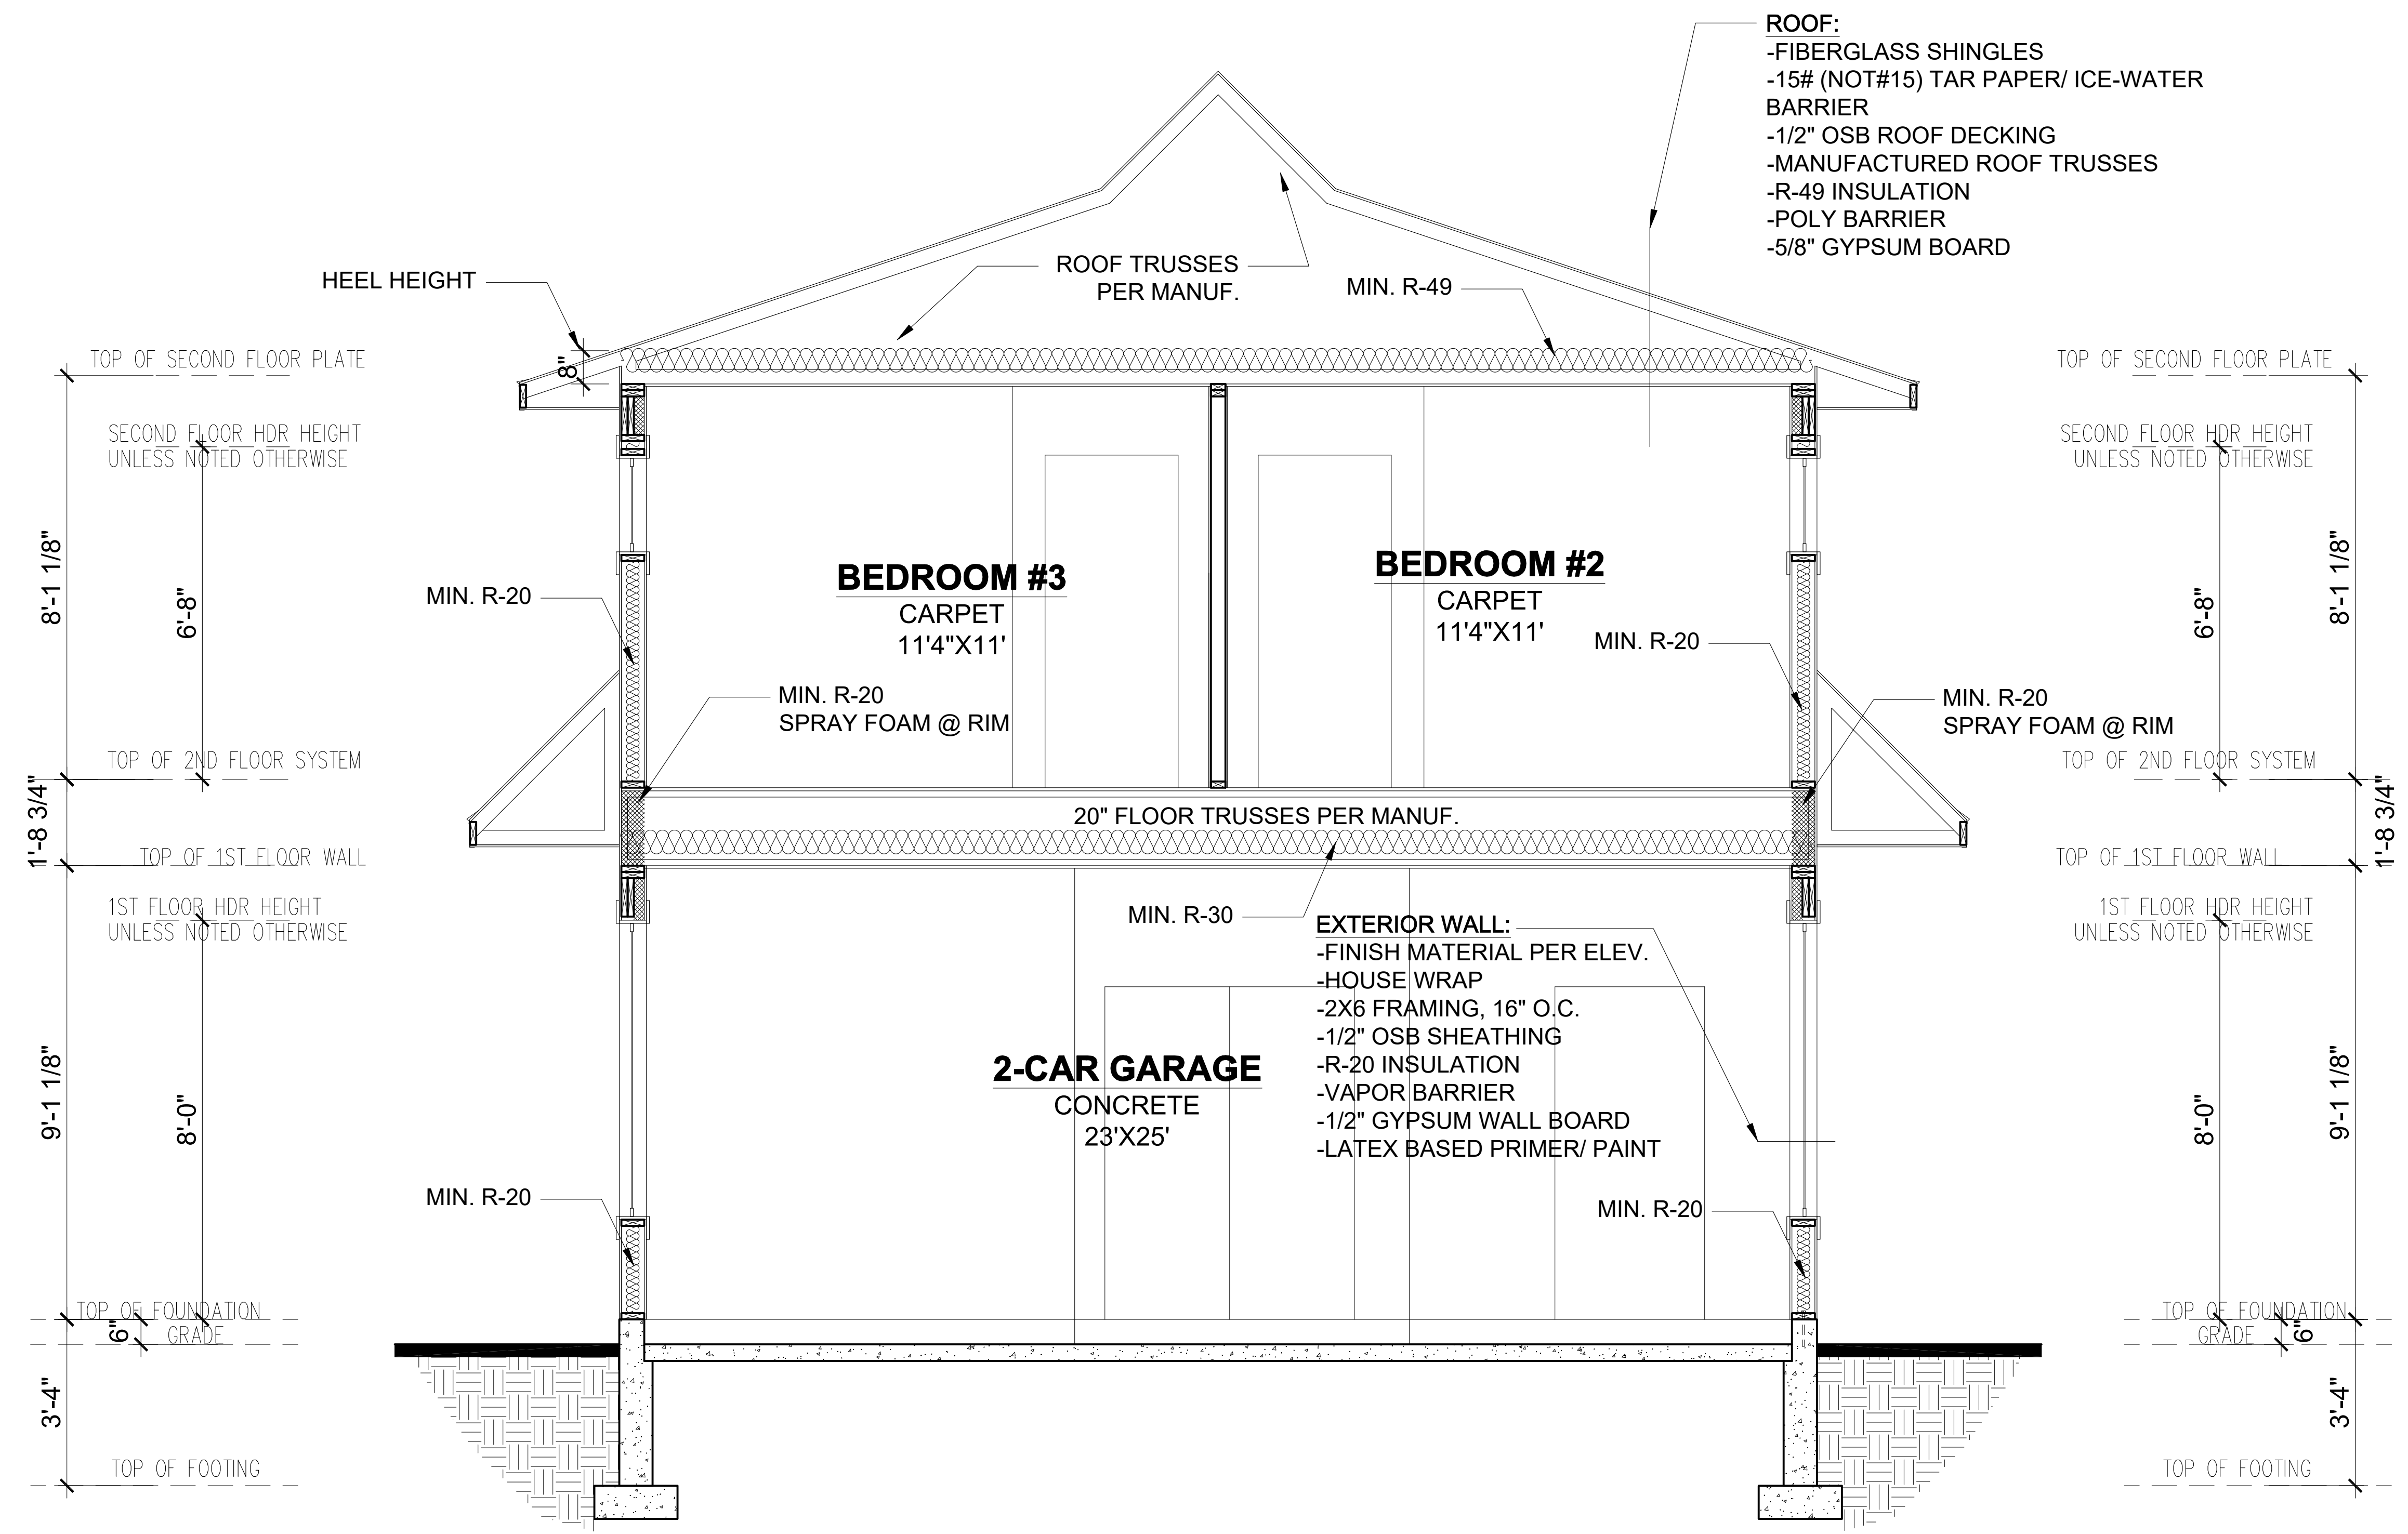 ROOF:
-FIBERGLASS SHINGLES
-15# (NOT#15) TAR PAPER/ ICE-WATER
BARRIER
-1/2" OSB ROOF DECKING
-MANUFACTURED ROOF TRUSSES
-R-49 INSULATION
-POLY BARRIER
-5/8" GYPSUM BOARD
HEEL HEIGHT
ROOF TRUSSES
PER MANUF.
MIN. R-49
8"
TOP OF SECOND FLOOR PLATE
TOP OF SECOND FLOOR PLATE
SECOND FLOOR HDR HEIGHT
UNLESS NOTED OTHERWISE
SECOND FLOOR HDR HEIGHT
UNLESS NOTED OTHERWISE
8'-1 1/8"
6'-8"
MIN. R-20
BEDROOM #3
CARPET
11'4"X11'
BEDROOM #2
CARPET
11'4"X11'
MIN. R-20
6'-8"
8'-1 1/8"
MIN. R-20
SPRAY FOAM @ RIM
MIN. R-20
SPRAY FOAM @ RIM
TOP OF 2ND FLOOR SYSTEM
TOP OF 2ND FLOOR SYSTEM
1'-8 3/4"
20" FLOOR TRUSSES PER MANUF.
1'-8 3/4"
TOP OF 1ST FLOOR WALL
TOP OF 1ST FLOOR WALL
1ST FLOOR HDR HEIGHT
UNLESS NOTED OTHERWISE
1ST FLOOR HDR HEIGHT
UNLESS NOTED OTHERWISE
MIN. R-30
EXTERIOR WALL:
-FINISH MATERIAL PER ELEV.
-HOUSE WRAP
-2X6 FRAMING, 16" O.C.
-1/2" OSB SHEATHING
-R-20 INSULATION
-VAPOR BARRIER
-1/2" GYPSUM WALL BOARD
-LATEX BASED PRIMER/ PAINT
9'-1 1/8"
8'-0"
2-CAR GARAGE
CONCRETE
23'X25'
8'-0"
9'-1 1/8"
MIN. R-20
MIN. R-20
TOP OF FOUNDATION
GRADE
6"
TOP OF FOUNDATION
GRADE
6"
3'-4"
3'-4"
TOP OF FOOTING
TOP OF FOOTING